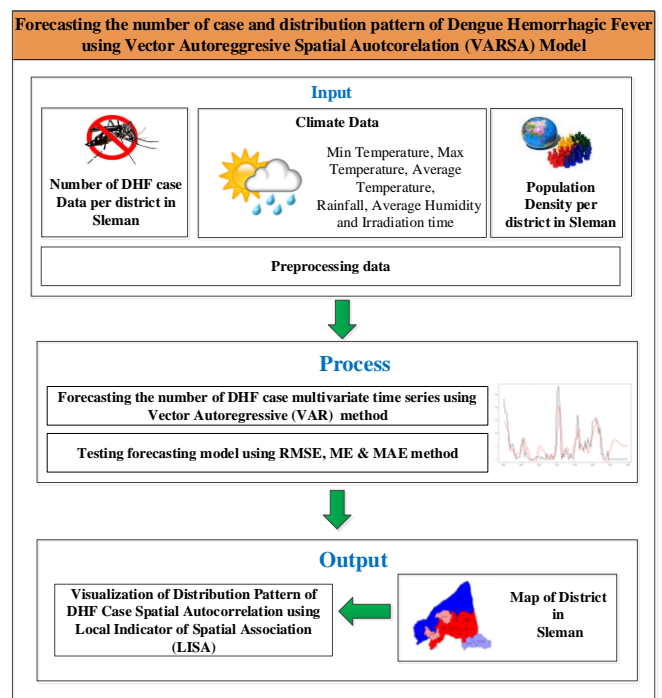 Forecasting the number of case and distribution pattern of Dengue Hemorrhagic Fever
using Vector Autoreggresive Spatial Auotcorelation (VARSA) Model
Input
Number of DHF case
Data per district in
Sleman
Climate Data
Min Temperature, Max
Temperature, Average
Temperature,
Rainfall, Average Humidity
and Irradiation time
Population
Density per
district in Sleman
Preprocessing data
Process
Forecasting the number of DHF case multivariate time series using
Vector Autoregressive (VAR) method
Testing forecasting model using RMSE, ME & MAE method
Output
Visualization of Distribution Pattern of
DHF Case Spatial Autocorrelation using
Local Indicator of Spatial Association
(LISA)
Map of District
in
Sleman